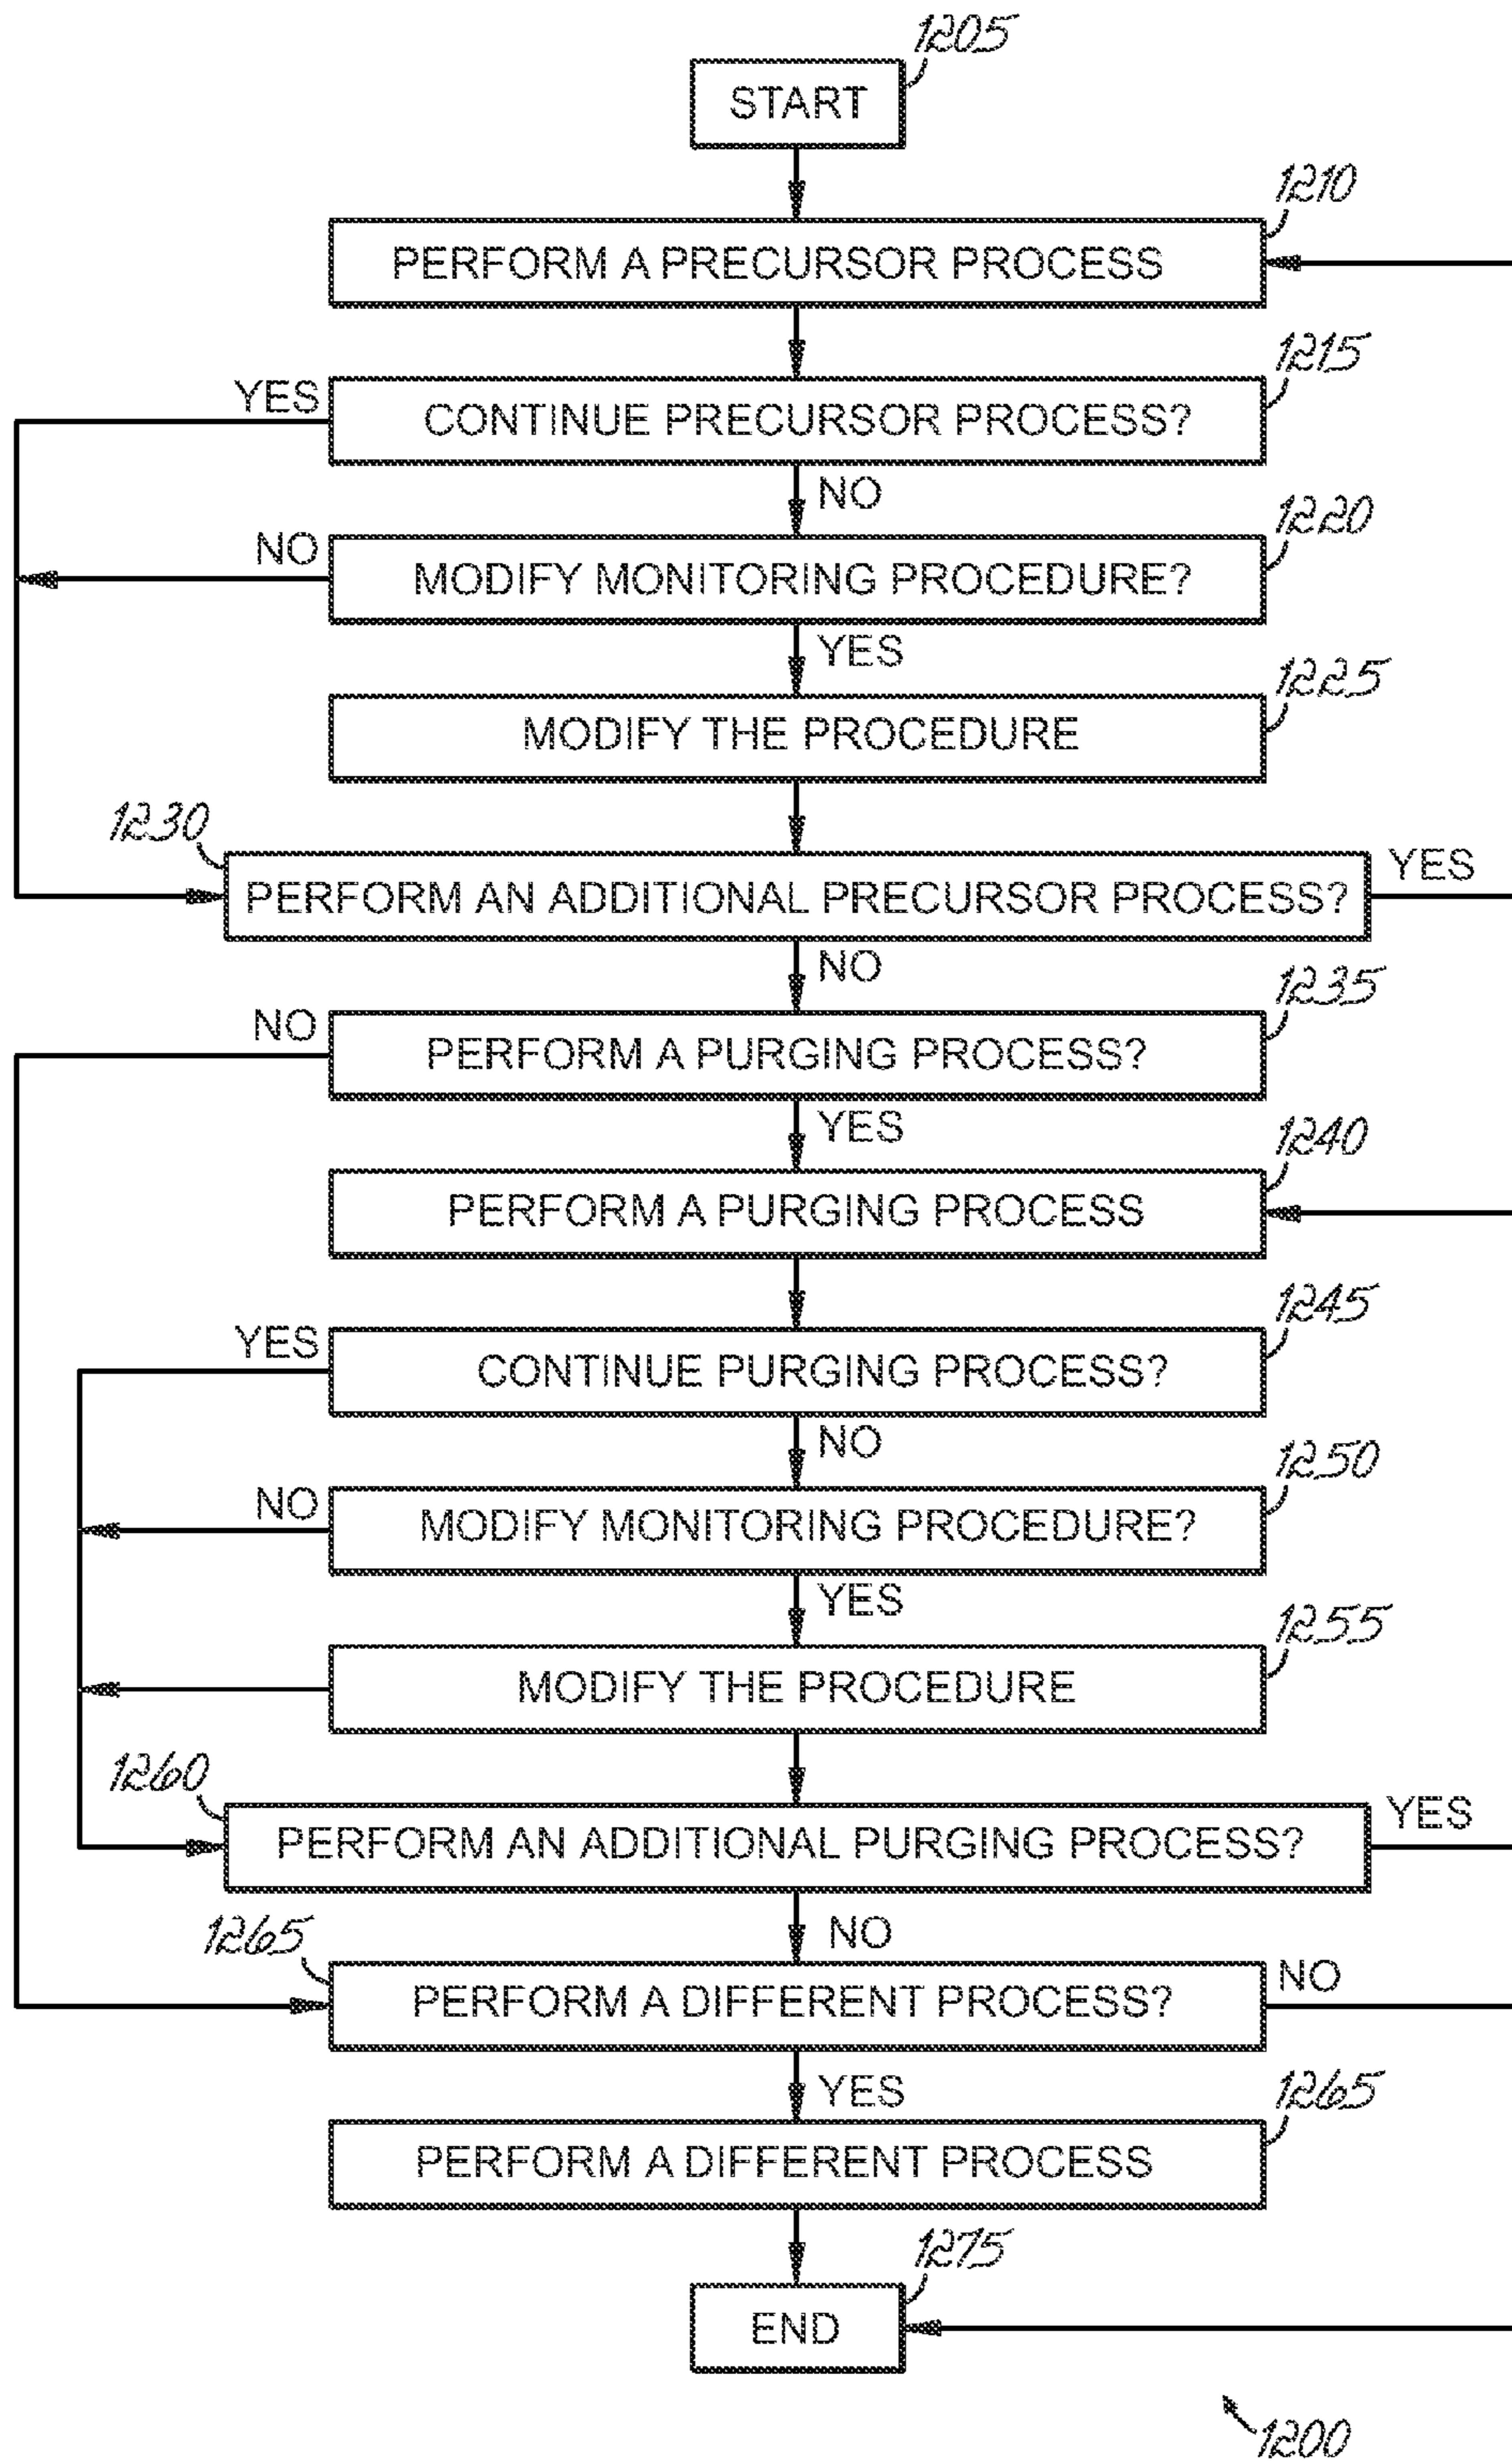 1205
START
1210
PERFORM A PRECURSOR PROCESS
1215
YES
CONTINUE PRECURSOR PROCESS?
NO
1220
NO
MODIFY MONITORING PROCEDURE?
YES
1225
MODIFY THE PROCEDURE
1230
YES
PERFORM AN ADDITIONAL PRECURSOR PROCESS?
NO
1235
NO
PERFORM A PURGING PROCESS?
YES
1240
PERFORM A PURGING PROCESS
1245
YES
CONTINUE PURGING PROCESS?
NO
1250
NO
MODIFY MONITORING PROCEDURE?
YES
1255
MODIFY THE PROCEDURE
1260
YES
PERFORM AN ADDITIONAL PURGING PROCESS?
NO
1265
NO
PERFORM A DIFFERENT PROCESS?
YES
1265
PERFORM A DIFFERENT PROCESS
1275
END
1200